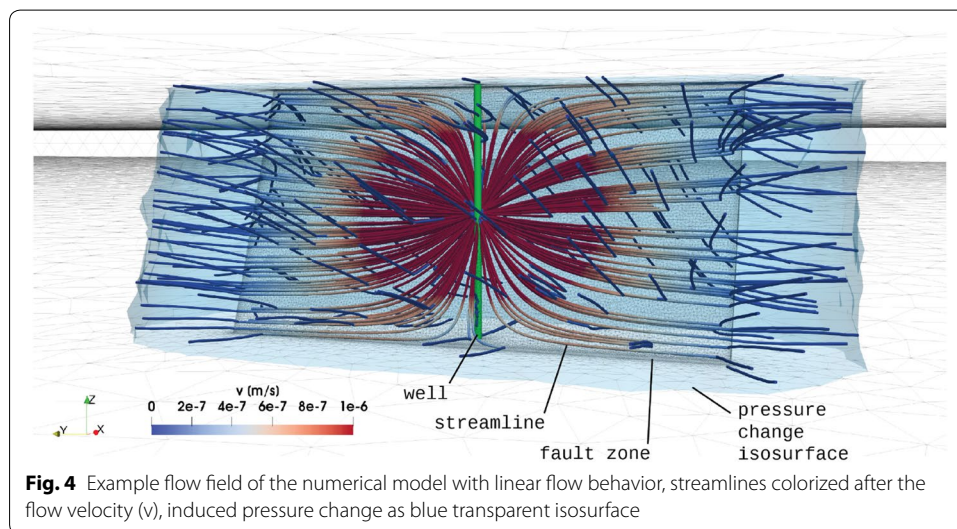 v (m/s)
0 2e-7 4e-7 6e-7 8e-7 1e-6
Z
Y X
well
streamline
fault zone
pressure
change
isosurface
Fig. 4 Example flow field of the numerical model with linear flow behavior, streamlines colorized after the
flow velocity (v), induced pressure change as blue transparent isosurface